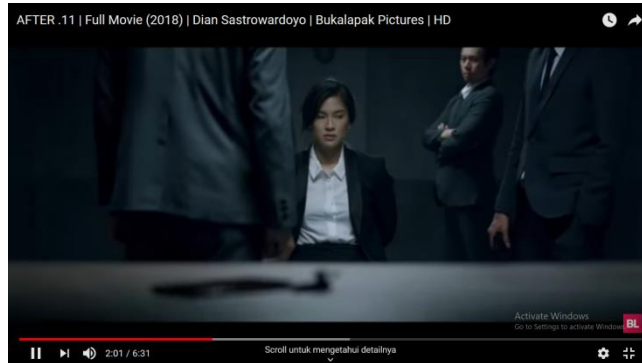 AFTER .11 | Full Movie (2018) | Dian Sastrowardoyo | Bukalapak Pictures | HD
Activate Windows
Go to Settings to activate Windows
BL
2:01 / 6:31
Scroll untuk mengetahui detailnya